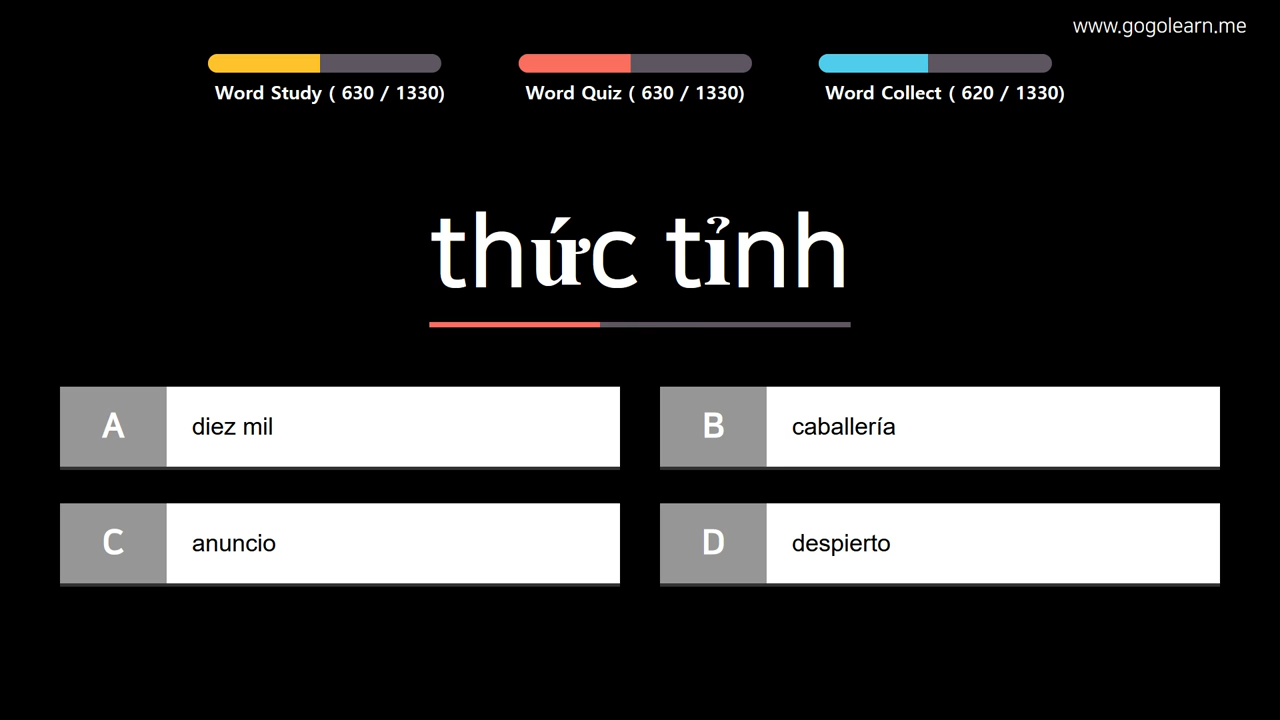 www.gogolearn.me
Word Study ( 630 / 1330)
Word Quiz ( 630 / 1330)
Word Collect ( 620 / 1330)
thức tỉnh
A diez mil
B caballería
C anuncio
D despierto